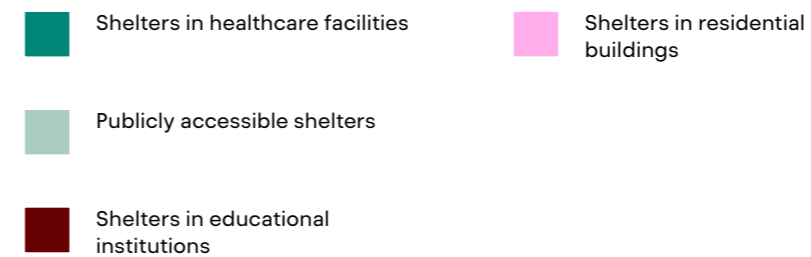 Shelters in healthcare facilities
Publicly accessible shelters
Shelters in educational
institutions
Shelters in residential
buildings